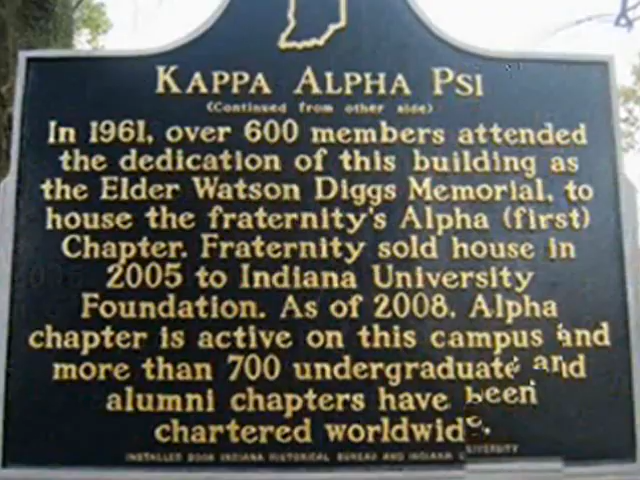 KAPPA ALPHA PSI
(Continued from other side)
In 1961, over 600 members attended
the dedication of this building as
the Elder Watson Diggs Memorial, to
house the fraternity's Alpha (first)
Chapter. Fraternity sold house in
2005 to Indiana University
Foundation. As of 2008, Alpha
chapter is active on this campus and
more than 700 undergraduate and
alumni chapters have been
chartered worldwide.
INSTALLED 2008 INDIANA HISTORICAL BUREAU AND INDIANA UNIVERSITY